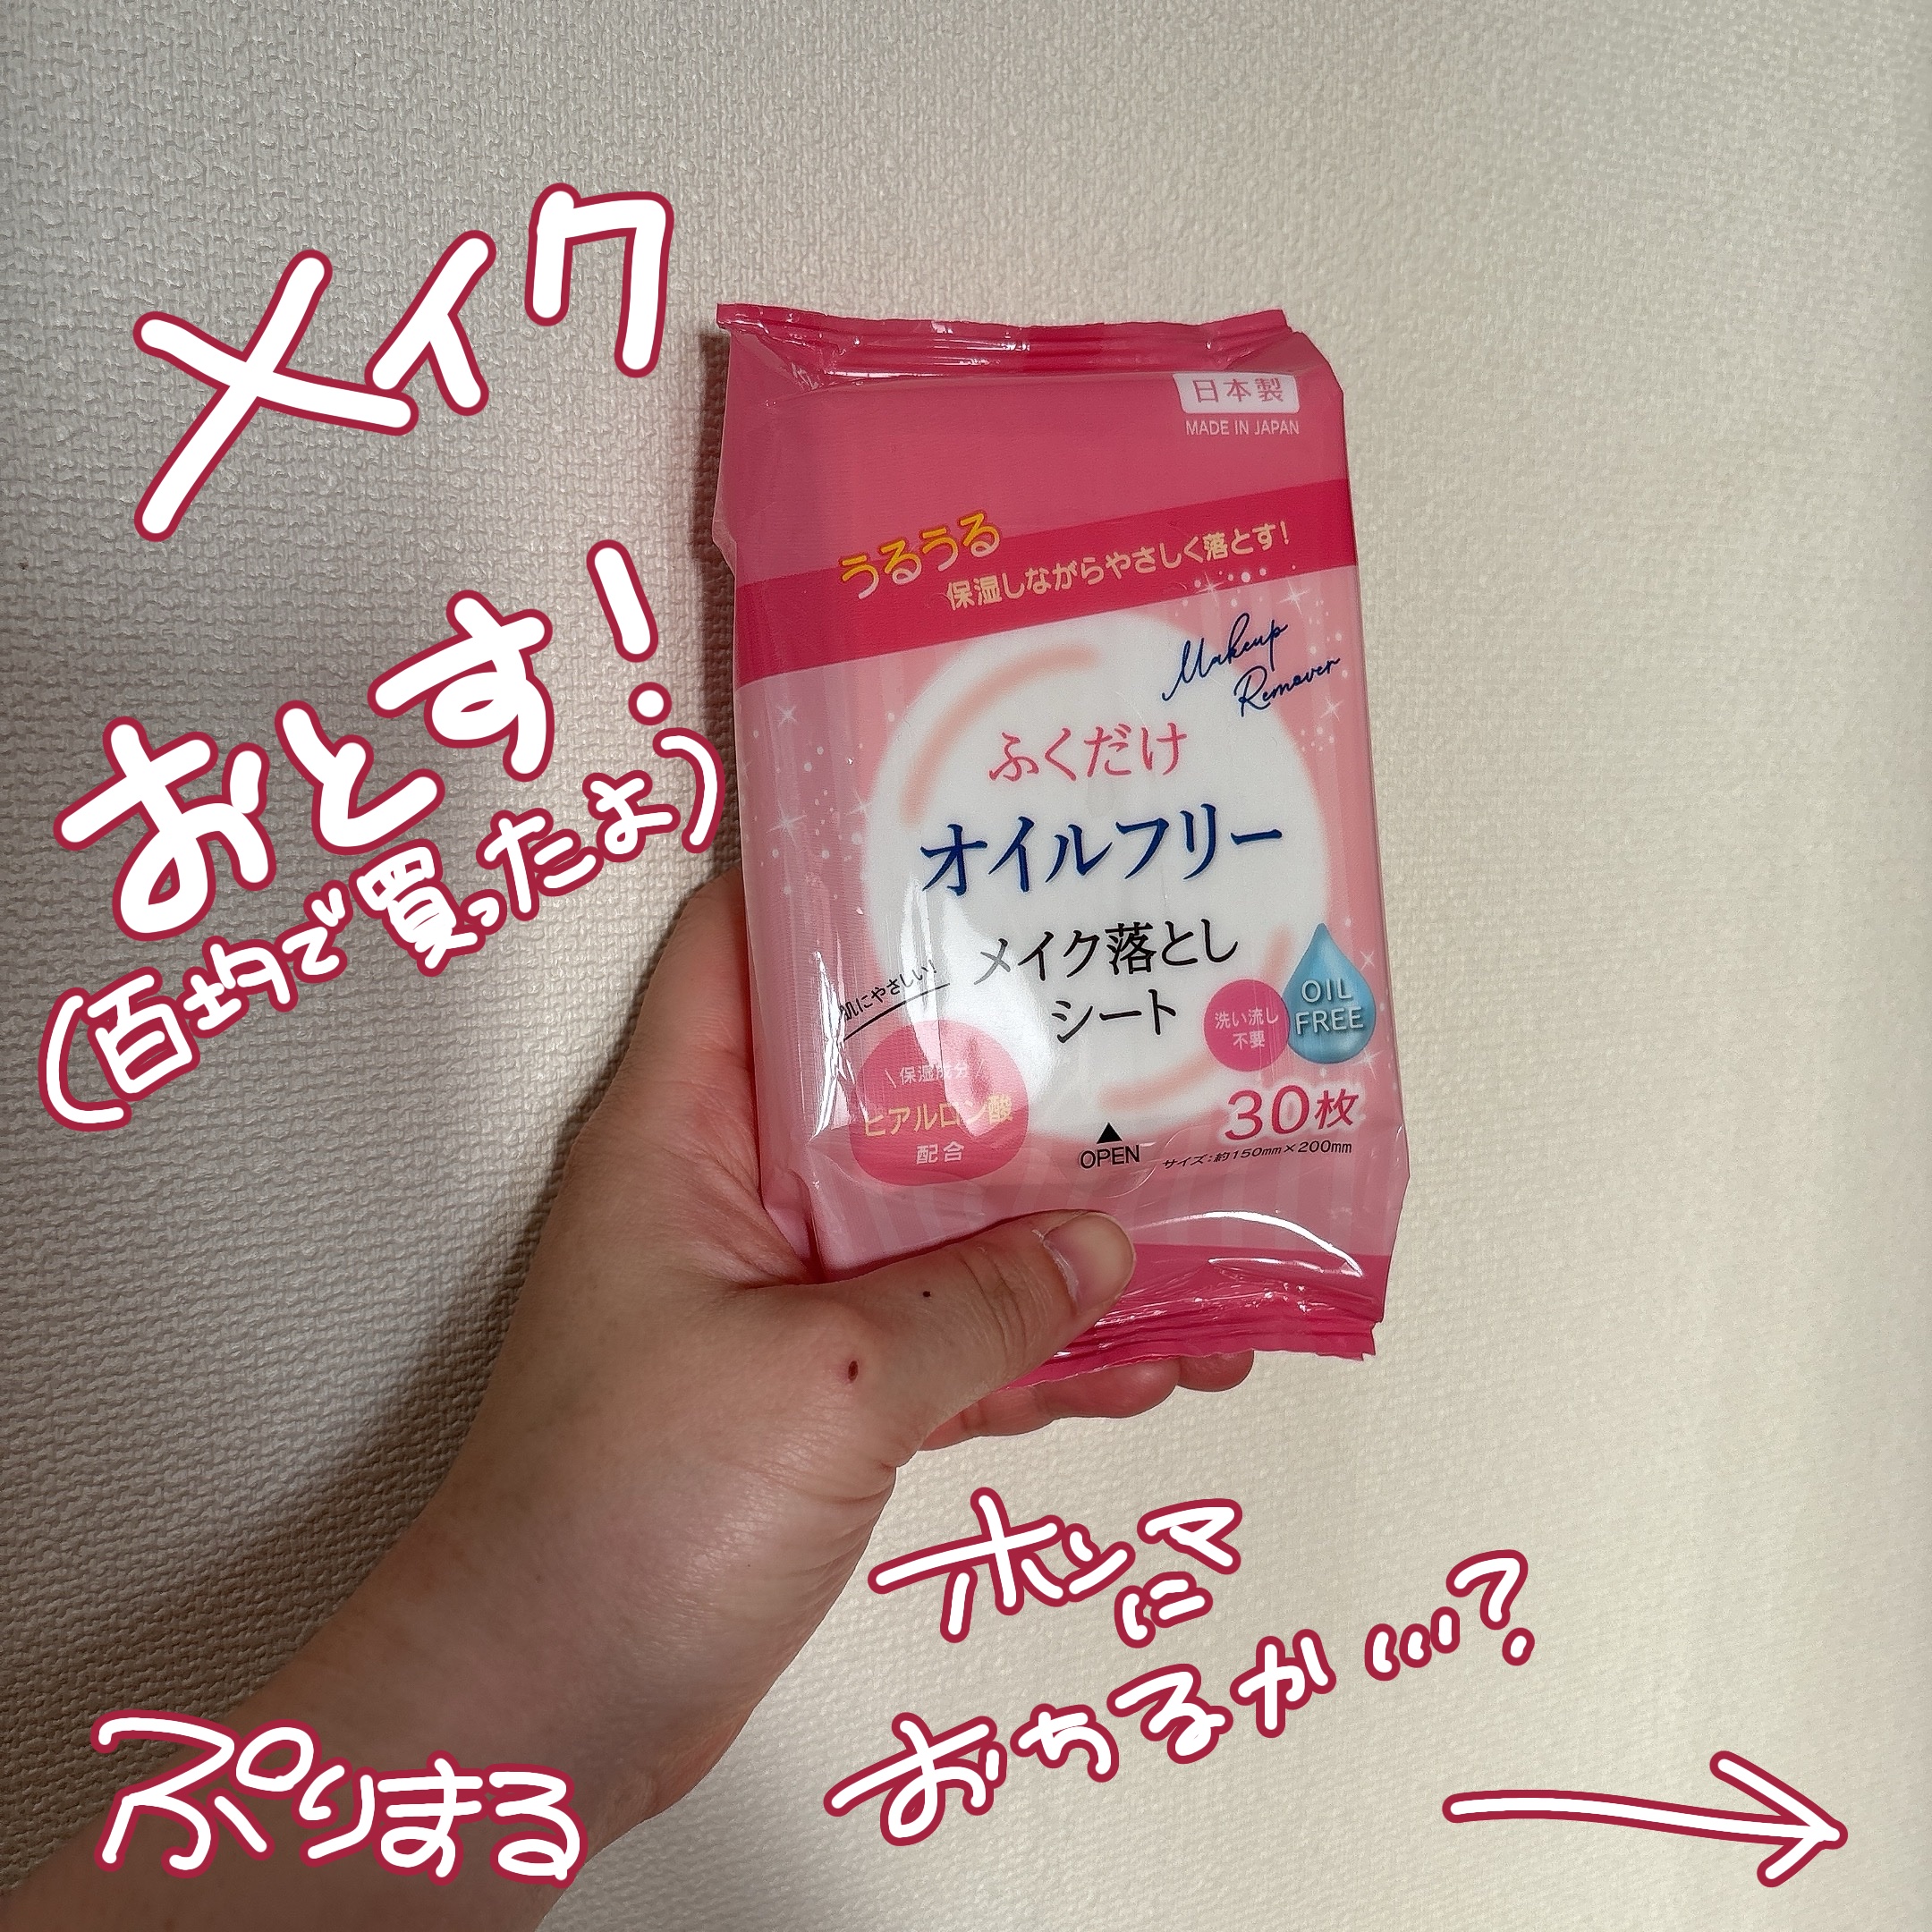 メイク
おとす!
(百均で買ったよ)
日本製
MADE IN JAPAN
うるうる
保湿しながらやさしく落とす!
Makeup
Remover
ふくだけ
オイルフリー
メイク落とし
シート
肌にやさしい!
洗い流し
不要
OIL
FREE
\保湿成分/
ヒアルロン酸
配合
30枚
OPEN
サイズ:約150mm×200mm
ホンマ
に
おちるか…?
ぷりまる